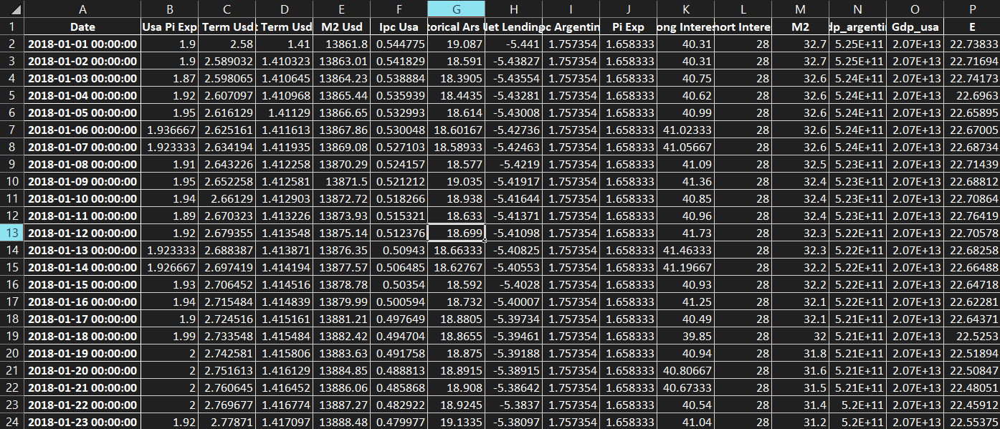 A B C D E F G H I J K L M N O P
1 Date Usa Pi Exp Term Usd Term Usd M2 Usd Ipc Usa torical Ars Net Lending oc Argentin Pi Exp ong Interes hort Intere M2 dp_argentin Gdp_usa E
2 2018-01-01 00:00:00 1.9 2.58 1.41 13861.8 0.544775 19.087 -5.441 1.757354 1.658333 40.31 28 32.7 5.25E+11 2.07E+13 22.73833
3 2018-01-02 00:00:00 1.9 2.589032 1.410323 13863.01 0.541829 18.591 -5.43827 1.757354 1.658333 40.31 28 32.7 5.25E+11 2.07E+13 22.71694
4 2018-01-03 00:00:00 1.87 2.598065 1.410645 13864.23 0.538884 18.3905 -5.43554 1.757354 1.658333 40.75 28 32.6 5.24E+11 2.07E+13 22.74173
5 2018-01-04 00:00:00 1.92 2.607097 1.410968 13865.44 0.535939 18.4435 -5.43281 1.757354 1.658333 40.62 28 32.6 5.24E+11 2.07E+13 22.6963
6 2018-01-05 00:00:00 1.95 2.616129 1.41129 13866.65 0.532993 18.614 -5.43008 1.757354 1.658333 40.99 28 32.6 5.24E+11 2.07E+13 22.65895
7 2018-01-06 00:00:00 1.936667 2.625161 1.411613 13867.86 0.530048 18.60167 -5.42736 1.757354 1.658333 41.02333 28 32.6 5.24E+11 2.07E+13 22.67005
8 2018-01-07 00:00:00 1.923333 2.634194 1.411935 13869.08 0.527103 18.58933 -5.42463 1.757354 1.658333 41.05667 28 32.6 5.24E+11 2.07E+13 22.68734
9 2018-01-08 00:00:00 1.91 2.643226 1.412258 13870.29 0.524157 18.577 -5.4219 1.757354 1.658333 41.09 28 32.5 5.23E+11 2.07E+13 22.71439
10 2018-01-09 00:00:00 1.95 2.652258 1.412581 13871.5 0.521212 19.035 -5.41917 1.757354 1.658333 41.36 28 32.4 5.23E+11 2.07E+13 22.68812
11 2018-01-10 00:00:00 1.94 2.66129 1.412903 13872.72 0.518266 18.938 -5.41644 1.757354 1.658333 40.85 28 32.4 5.23E+11 2.07E+13 22.70864
12 2018-01-11 00:00:00 1.89 2.670323 1.413226 13873.93 0.515321 18.633 -5.41371 1.757354 1.658333 40.96 28 32.4 5.23E+11 2.07E+13 22.76419
13 2018-01-12 00:00:00 1.92 2.679355 1.413548 13875.14 0.512376 18.699 -5.41098 1.757354 1.658333 41.73 28 32.3 5.22E+11 2.07E+13 22.70578
14 2018-01-13 00:00:00 1.923333 2.688387 1.413871 13876.35 0.50943 18.66333 -5.40825 1.757354 1.658333 41.46333 28 32.3 5.22E+11 2.07E+13 22.68258
15 2018-01-14 00:00:00 1.926667 2.697419 1.414194 13877.57 0.506485 18.62767 -5.40553 1.757354 1.658333 41.19667 28 32.2 5.22E+11 2.07E+13 22.66488
16 2018-01-15 00:00:00 1.93 2.706452 1.414516 13878.78 0.50354 18.592 -5.4028 1.757354 1.658333 40.93 28 32.2 5.22E+11 2.07E+13 22.64718
17 2018-01-16 00:00:00 1.94 2.715484 1.414839 13879.99 0.500594 18.732 -5.40007 1.757354 1.658333 41.25 28 32.1 5.22E+11 2.07E+13 22.62281
18 2018-01-17 00:00:00 1.9 2.724516 1.415161 13881.21 0.497649 18.8805 -5.39734 1.757354 1.658333 40.49 28 32.1 5.21E+11 2.07E+13 22.64371
19 2018-01-18 00:00:00 1.99 2.733548 1.415484 13882.42 0.494704 18.8655 -5.39461 1.757354 1.658333 39.85 28 32 5.21E+11 2.07E+13 22.5253
20 2018-01-19 00:00:00 2 2.742581 1.415806 13883.63 0.491758 18.875 -5.39188 1.757354 1.658333 40.94 28 31.8 5.21E+11 2.07E+13 22.51894
21 2018-01-20 00:00:00 2 2.751613 1.416129 13884.85 0.488813 18.8915 -5.38915 1.757354 1.658333 40.80667 28 31.6 5.21E+11 2.07E+13 22.50847
22 2018-01-21 00:00:00 2 2.760645 1.416452 13886.06 0.485868 18.908 -5.38642 1.757354 1.658333 40.67333 28 31.5 5.21E+11 2.07E+13 22.48051
23 2018-01-22 00:00:00 2 2.769677 1.416774 13887.27 0.482922 18.9245 -5.3837 1.757354 1.658333 40.54 28 31.4 5.2E+11 2.07E+13 22.45912
24 2018-01-23 00:00:00 1.92 2.77871 1.417097 13888.48 0.479977 19.1335 -5.38097 1.757354 1.658333 41.04 28 31.2 5.2E+11 2.07E+13 22.55375